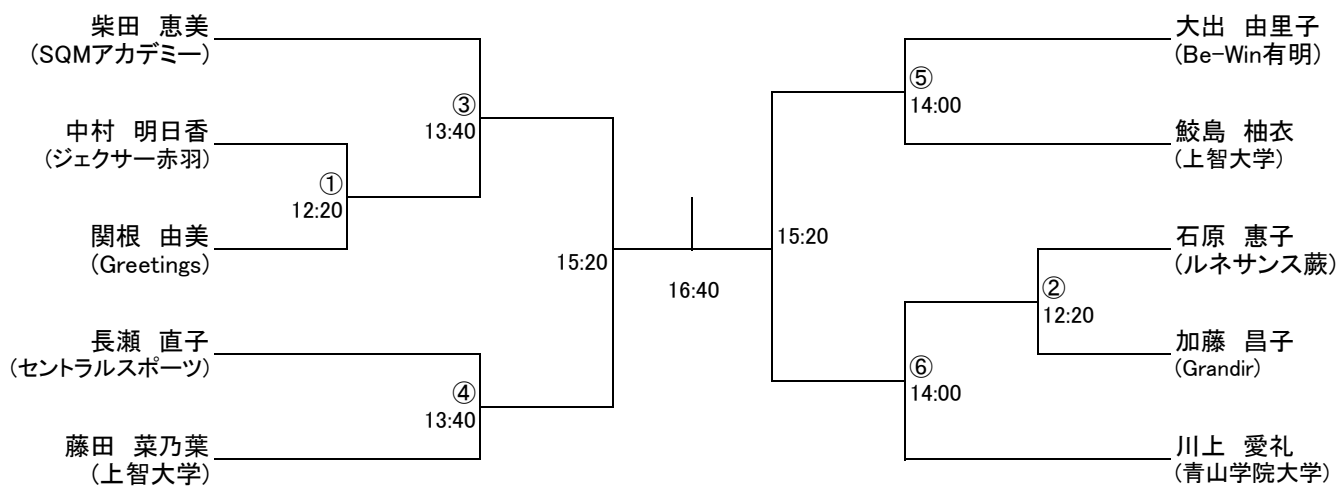 柴田　恵美
(SQMアカデミー)
中村　明日香
(ジェクサー赤羽)
関根　由美
(Greetings)
長瀬　直子
(セントラルスポーツ)
藤田　菜乃葉
(上智大学)
①
12:20
③
13:40
④
13:40
15:20
16:40
15:20
⑤
14:00
⑥
14:00
②
12:20
大出　由里子
(Be-Win有明)
鮫島　柚衣
(上智大学)
石原　惠子
(ルネサンス蕨)
加藤　昌子
(Grandir)
川上　愛礼
(青山学院大学)